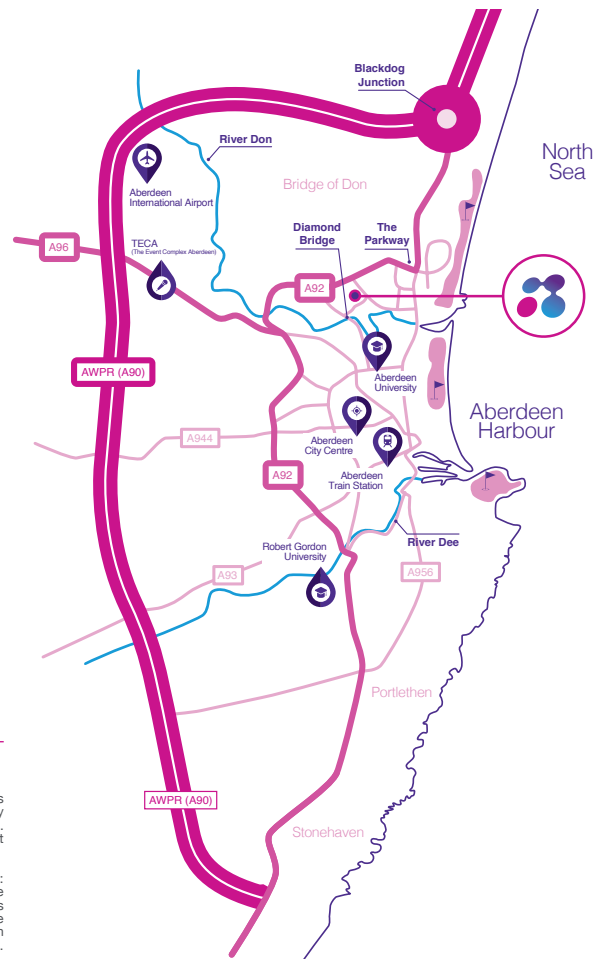 Blackdog
Junction
River Don
North
Sea
Aberdeen
International Airport
Bridge of Don
Diamond
Bridge
The
Parkway
A96
TECA
(The Event Complex Aberdeen)
A92
AWPR (A90)
Aberdeen
University
Aberdeen
Harbour
A944
Aberdeen
City Centre
A92
Aberdeen
Train Station
Robert Gordon
University
River Dee
A93
A956
Portlethen
AWPR (A90)
Stonehaven
s
y
.
t
:
e
s
e
n
.